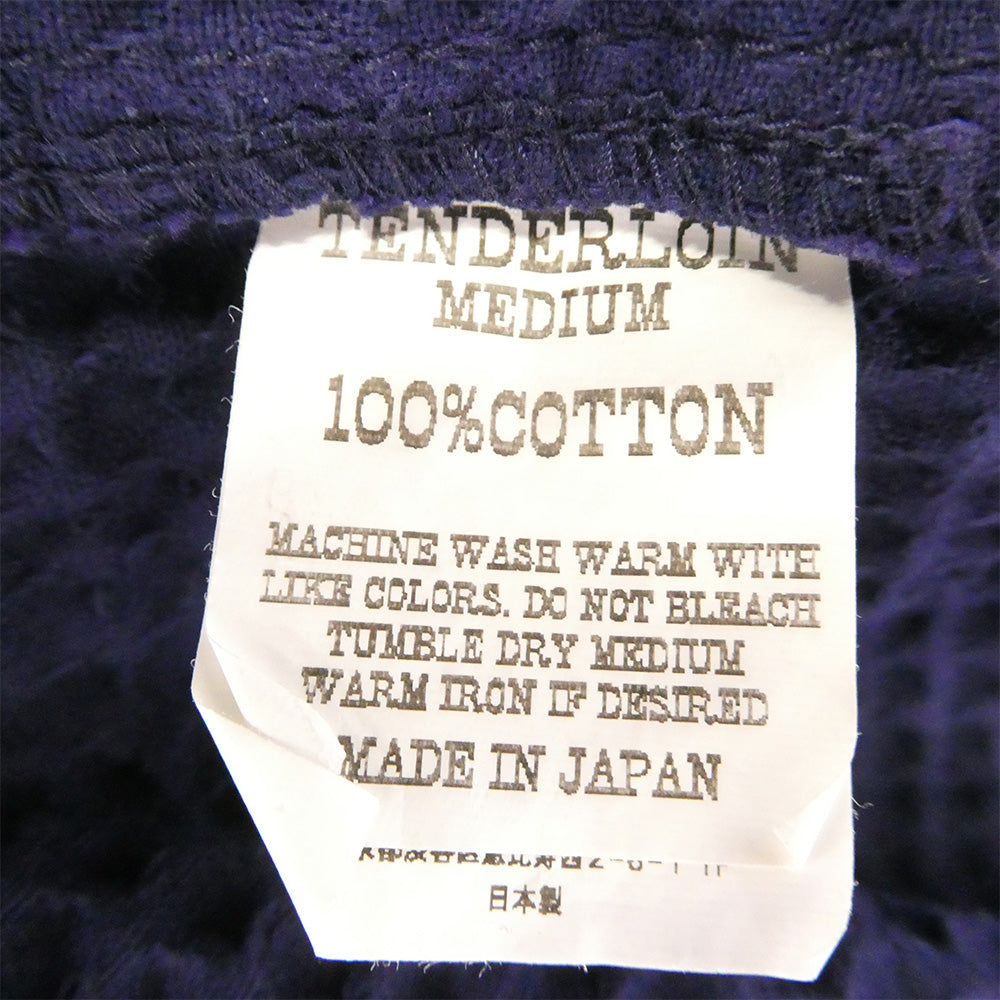 TENDERLOIN
MEDIUM
100%COTTON
MACHINE WASH WARM WITH
LIKE COLORS. DO NOT BLEACH
TUMBLE DRY MEDIUM
WARM IRON IF DESIRED
MADE IN JAPAN
日本製